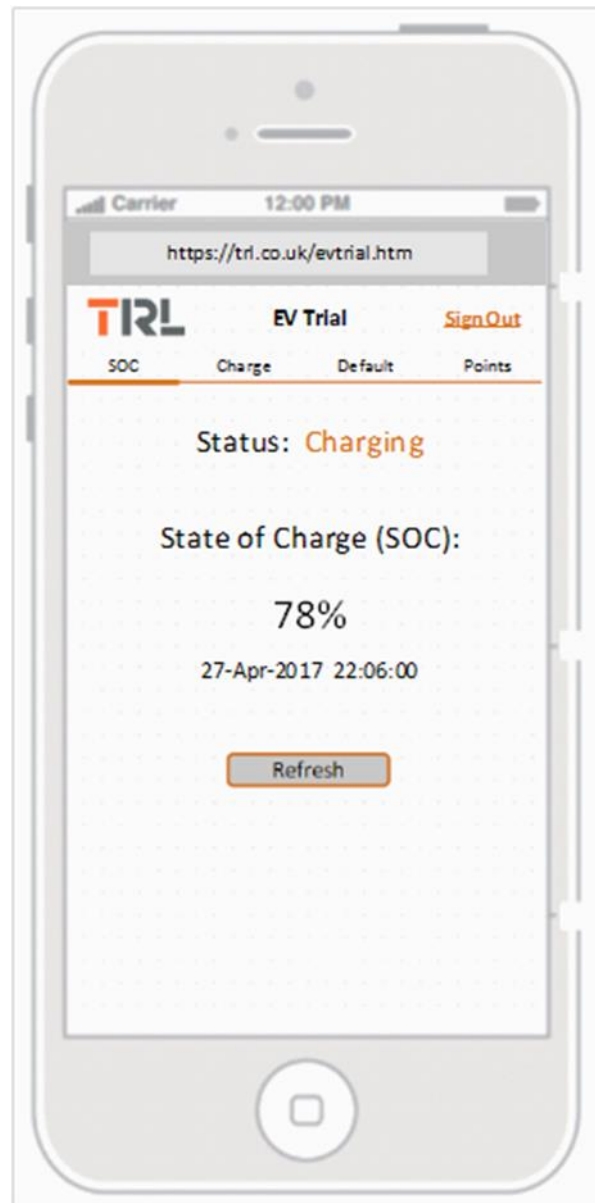 Carrier 12:00 PM
https://trl.co.uk/evtrial.htm
TRL EV Trial Sign Out
SOC Charge Default Points
Status: Charging
State of Charge (SOC):
78%
27-Apr-2017 22:06:00
Refresh